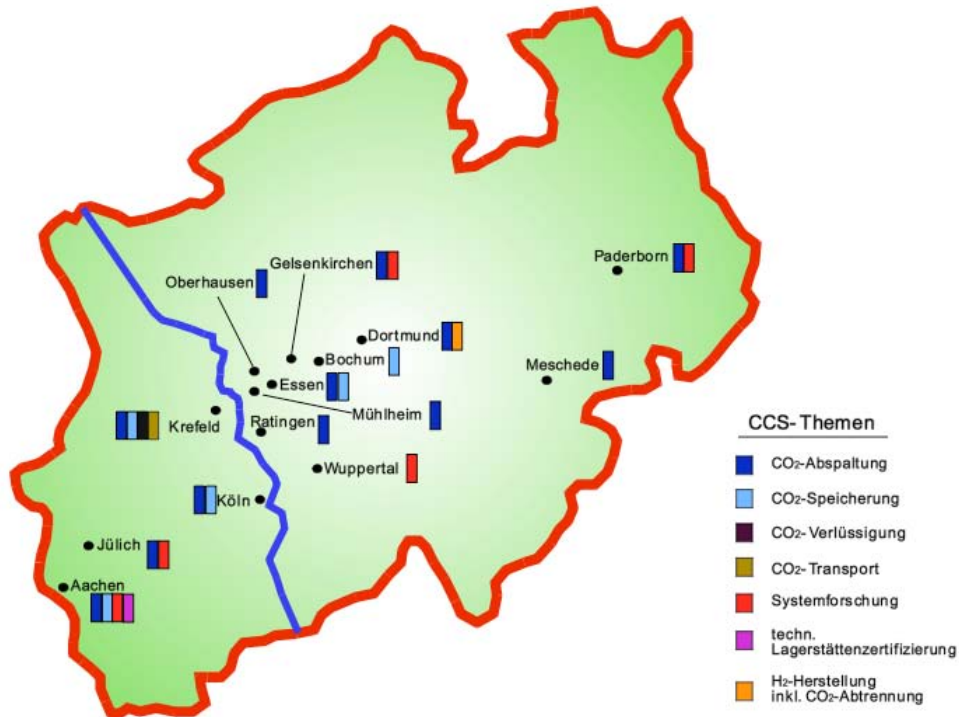 Gelsenkirchen
Paderborn
Oberhausen
Dortmund
Bochum
Meschede
Essen
Mühlheim
Krefeld
Ratingen
Wuppertal
Köln
Jülich
Aachen
CCS-Themen
CO2-Abspaltung
CO2-Speicherung
CO2-Verlüssigung
CO2-Transport
Systemforschung
techn.
Lagerstättenzertifizierung
H2-Herstellung
inkl. CO2-Abtrennung